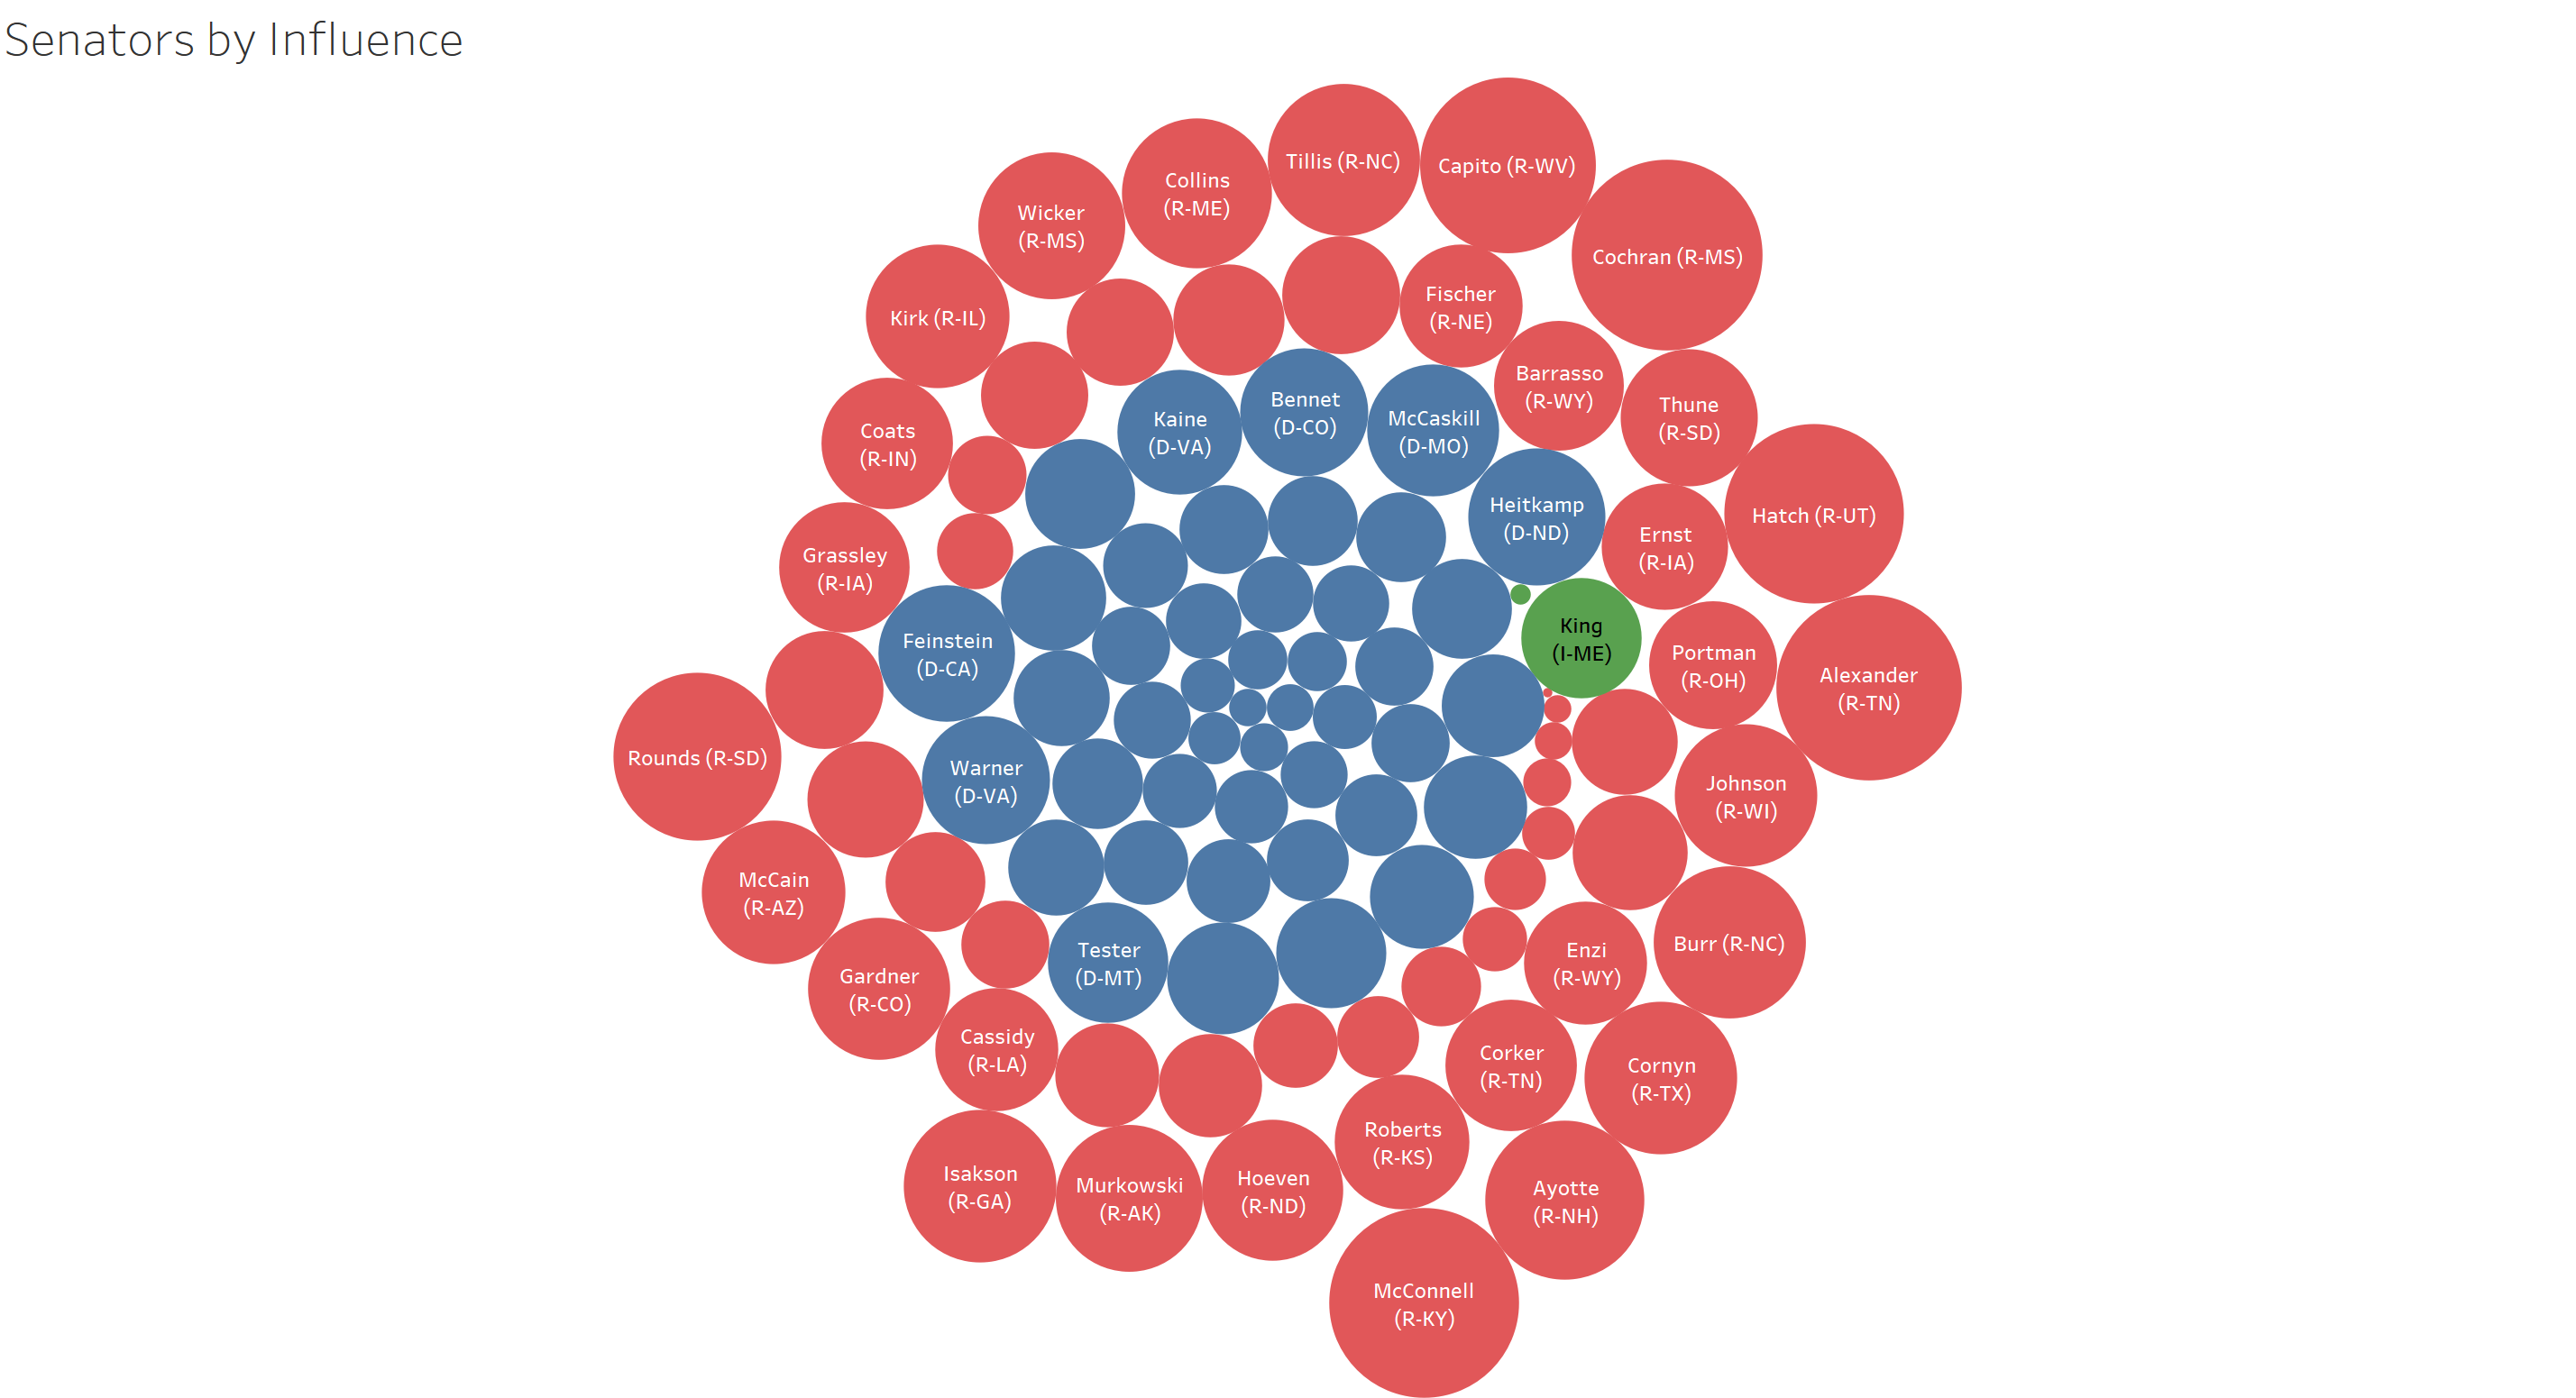 Senators by Influence
Tillis (R-NC)
Capito (R-WV)
Collins
(R-ME)
Wicker
(R-MS)
Cochran (R-MS)
Fischer
(R-NE)
Kirk (R-IL)
Barrasso
(R-WY)
Thune
(R-SD)
Bennet
(D-CO)
McCaskill
(D-MO)
Kaine
(D-VA)
Coats
(R-IN)
Heitkamp
(D-ND)
Hatch (R-UT)
Ernst
(R-IA)
Grassley
(R-IA)
King
(I-ME)
Feinstein
(D-CA)
Portman
(R-OH)
Alexander
(R-TN)
Rounds (R-SD)
Warner
(D-VA)
Johnson
(R-WI)
McCain
(R-AZ)
Burr (R-NC)
Tester
(D-MT)
Enzi
(R-WY)
Gardner
(R-CO)
Cassidy
(R-LA)
Corker
(R-TN)
Cornyn
(R-TX)
Roberts
(R-KS)
Isakson
(R-GA)
Murkowski
(R-AK)
Hoeven
(R-ND)
Ayotte
(R-NH)
McConnell
(R-KY)